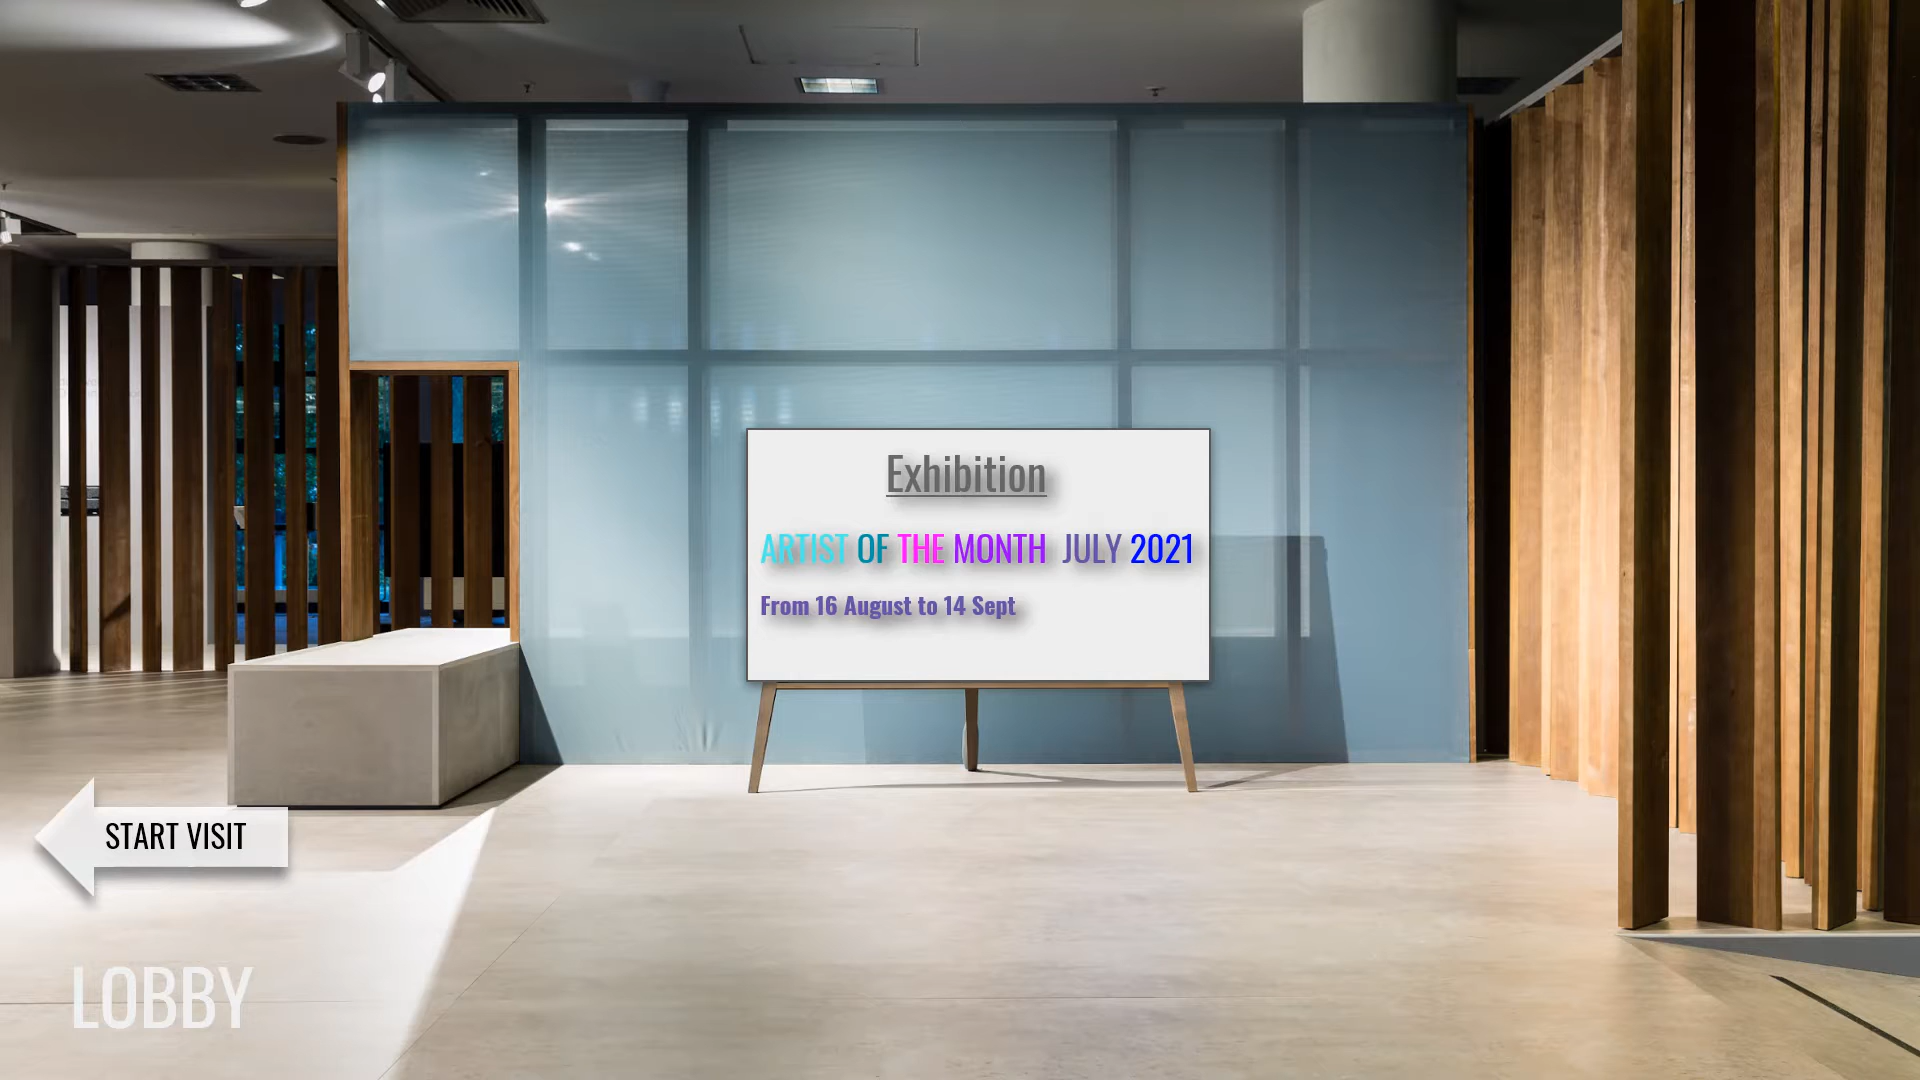 Exhibition
ARTIST OF THE MONTH JULY 2021
From 16 August to 14 Sept
START VISIT
LOBBY